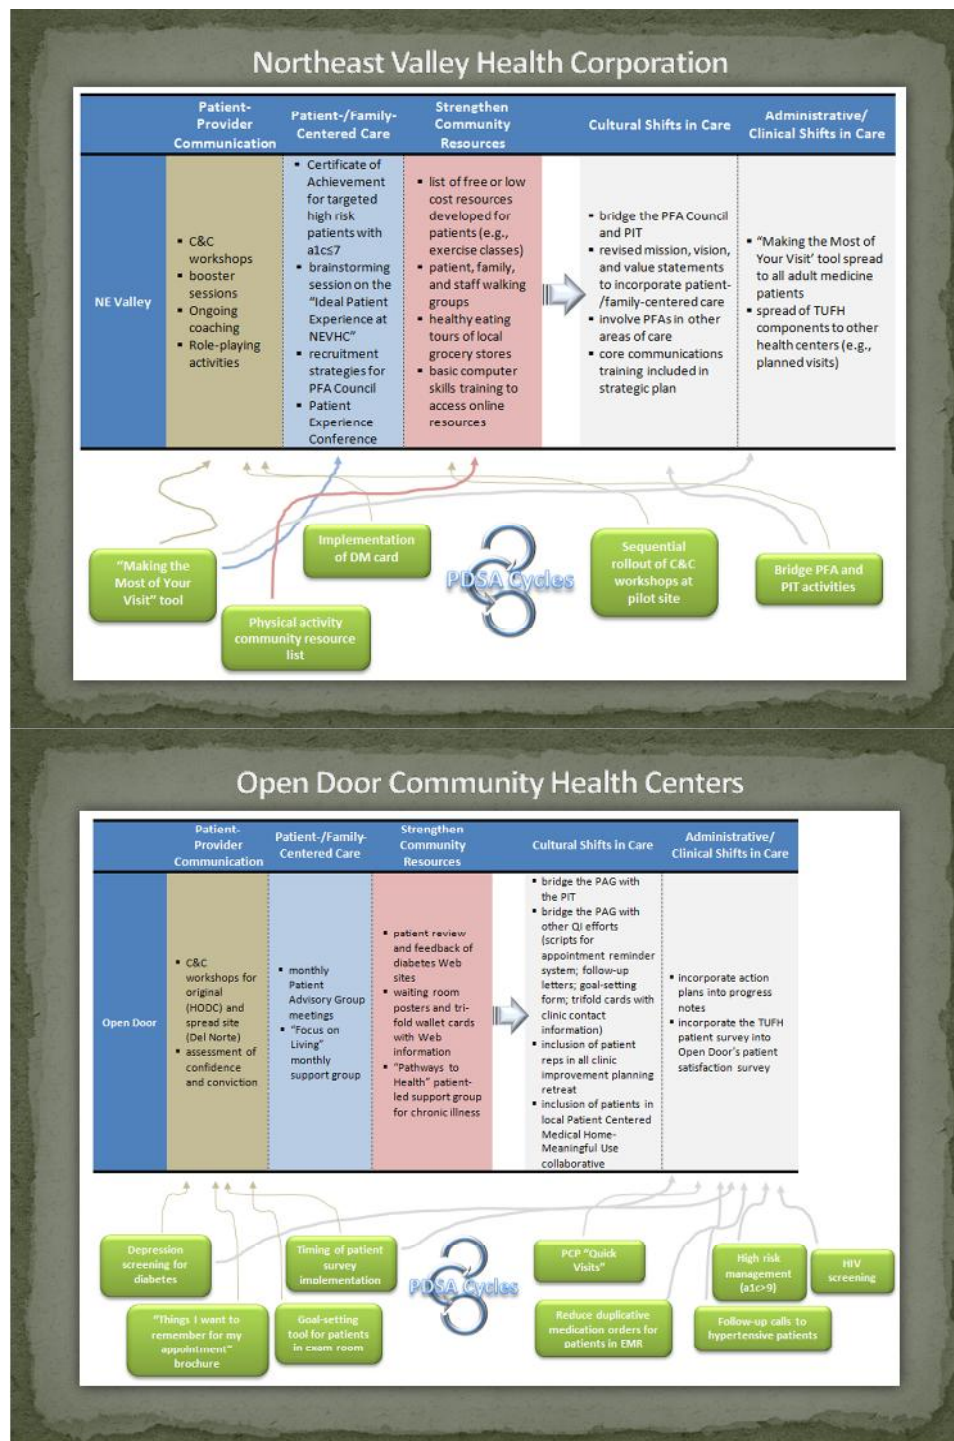 Northeast Valley Health Corporation
Patient-
Provider
Communication
Patient-/Family-
Centered Care
Strengthen
Community
Resources
Cultural Shifts in Care
Administrative/
Clinical Shifts in Care
NE Valley
▪ C&C
workshops
▪ booster
sessions
▪ Ongoing
coaching
▪ Role-playing
activities
▪ Certificate of
Achievement
for targeted
high risk
patients with
a1c≤7
▪ brainstorming
session on the
"Ideal Patient
Experience at
NEVHC"
▪ recruitment
strategies for
PFA Council
▪ Patient
Experience
Conference
▪ list of free or low
cost resources
developed for
patients (e.g.,
exercise classes)
▪ patient, family,
and staff walking
groups
▪ healthy eating
tours of local
grocery stores
▪ basic computer
skills training to
access online
resources
▪ bridge the PFA Council
and PIT
▪ revised mission, vision,
and value statements
to incorporate patient-
/family-centered care
▪ involve PFAs in other
areas of care
▪ core communications
training included in
strategic plan
▪ "Making the Most of
Your Visit' tool spread
to all adult medicine
patients
▪ spread of TUFH
components to other
health centers (e.g.,
planned visits)
"Making the
Most of Your
Visit" tool
Physical activity
community resource
list
Implementation
of DM card
PDSA Cycles
Sequential
rollout of C&C
workshops at
pilot site
Bridge PFA and
PIT activities
Open Door Community Health Centers
Patient-
Provider
Communication
Patient-/Family-
Centered Care
Strengthen
Community
Resources
Cultural Shifts in Care
Administrative/
Clinical Shifts in Care
Open Door
▪ C&C
workshops for
original
(HODC) and
spread site
(Del Norte)
▪ assessment of
confidence
and conviction
▪ monthly
Patient
Advisory Group
meetings
▪ "Focus on
Living"
monthly
support group
▪ patient review
and feedback of
diabetes Web
sites
▪ waiting room
posters and tri-
fold wallet cards
with Web
information
▪ "Pathways to
Health" patient-
led support group
for chronic illness
▪ bridge the PAG with
the PIT
▪ bridge the PAG with
other QI efforts
(scripts for
appointment reminder
system; follow-up
letters; goal-setting
form; trifold cards with
clinic contact
information)
▪ inclusion of patient
reps in all clinic
improvement planning
retreat
▪ inclusion of patients in
local Patient Centered
Medical Home-
Meaningful Use
collaborative
▪ incorporate action
plans into progress
notes
▪ incorporate the TUFH
patient survey into
Open Door's patient
satisfaction survey
Depression
screening for
diabetes
"Things I want to
remember for my
appointment"
brochure
Timing of patient
survey
implementation
Goal-setting
tool for patients
in exam room
PDSA Cycles
PCP "Quick
Visits"
Reduce duplicative
medication orders for
patients in EMR
High risk
management
(a1c>9)
Follow-up calls to
hypertensive patients
HIV
screening